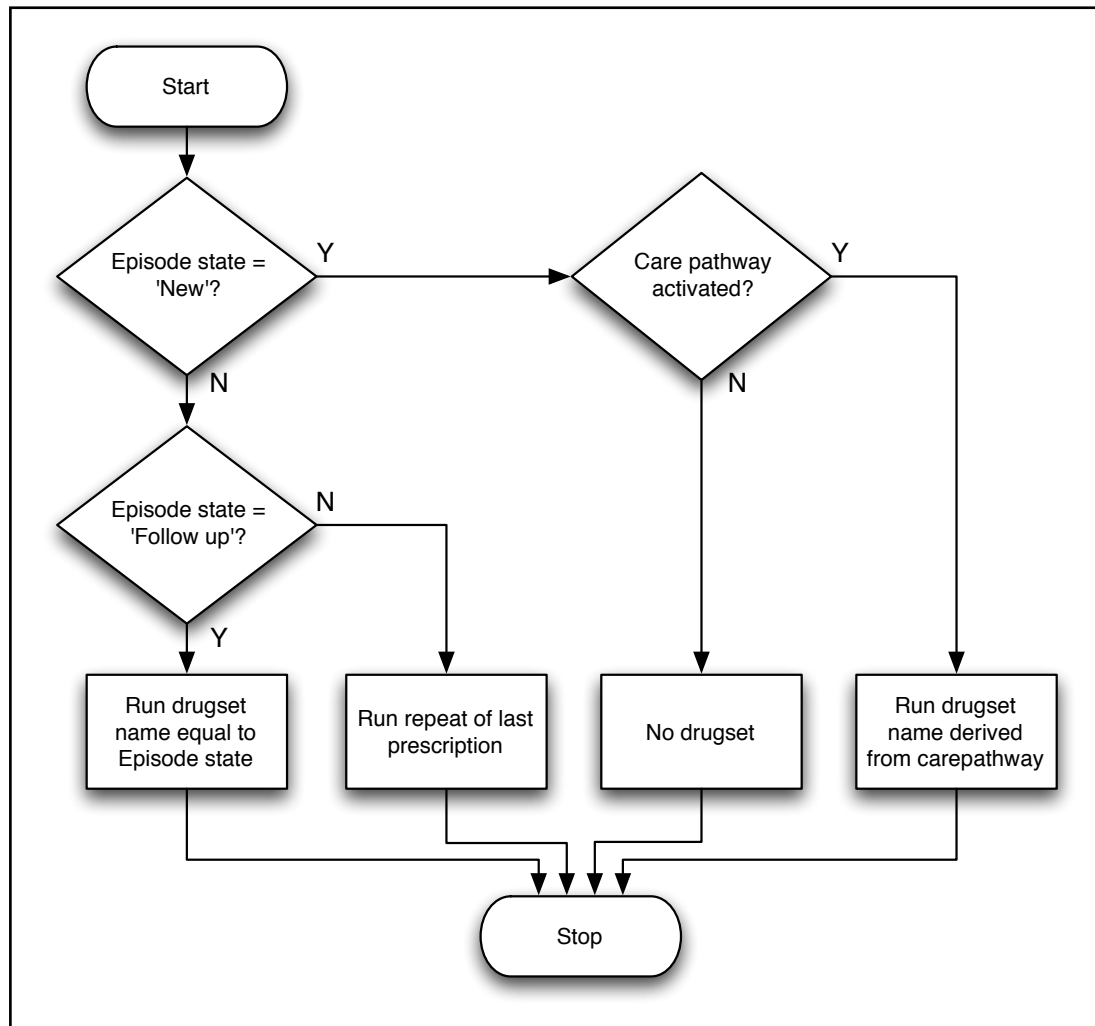 Start
Episode state =
'New'?
Y
Care pathway
activated?
Y
N
N
Episode state =
'Follow up'?
N
Y
Run drugset
name equal to
Episode state
Run repeat of last
prescription
No drugset
Run drugset
name derived
from carepathway
Stop